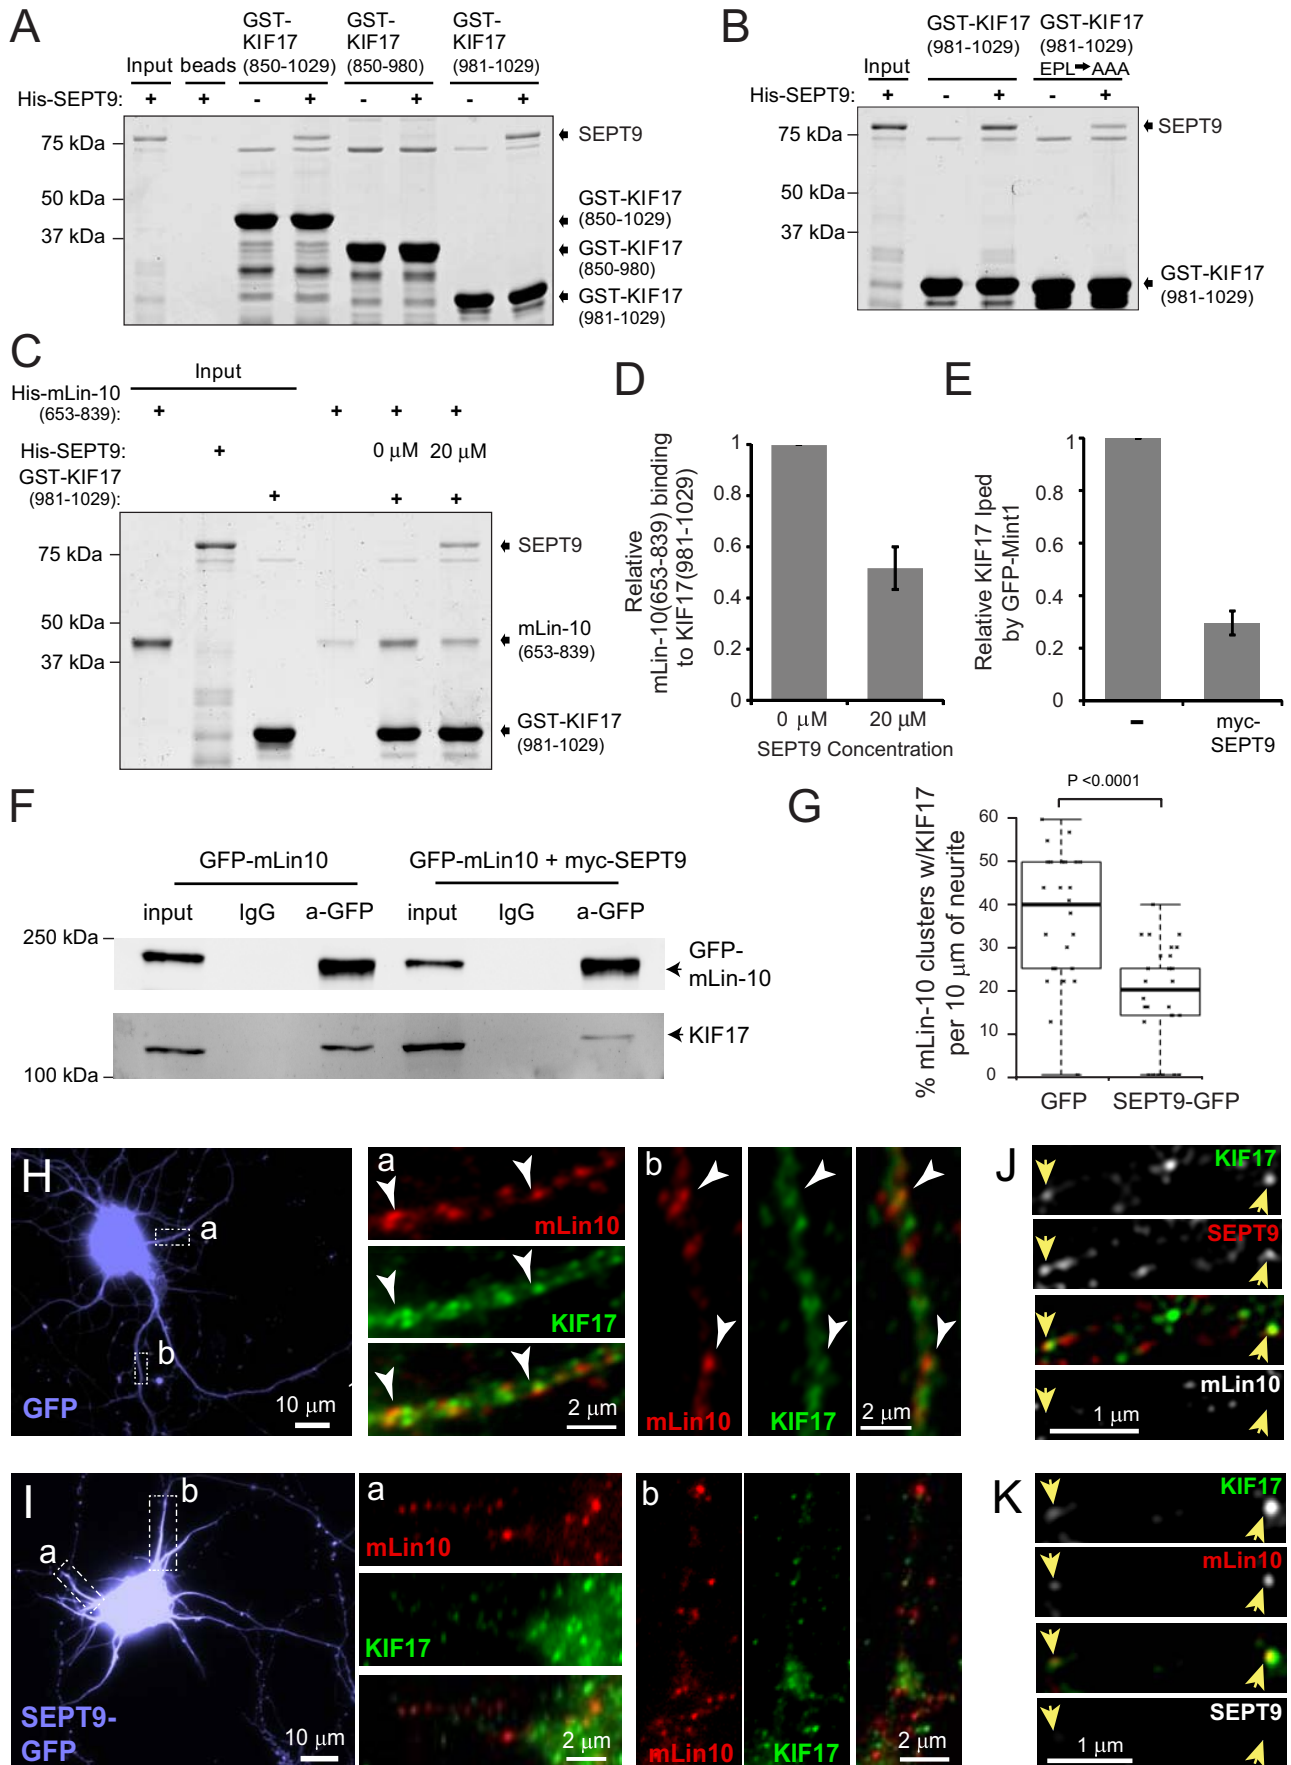 A
GST-
KIF17
(850-1029)
GST-
KIF17
(850-980)
GST-
KIF17
(981-1029)
Input
beads
His-SEPT9: + + - + - + - +
75 kDa
50 kDa
37 kDa
SEPT9
GST-KIF17
(850-1029)
GST-KIF17
(850-980)
GST-KIF17
(981-1029)
B
GST-KIF17
(981-1029)
GST-KIF17
(981-1029)
EPL➡AAA
Input
His-SEPT9: + - + - +
75 kDa
50 kDa
37 kDa
SEPT9
GST-KIF17
(981-1029)
C
Input
His-mLin-10
(653-839): + + + +
His-SEPT9: + 0 µM 20 µM
GST-KIF17
(981-1029): + + +
75 kDa
50 kDa
37 kDa
SEPT9
mLin-10
(653-839)
GST-KIF17
(981-1029)
D
Relative
mLin-10(653-839) binding
to KIF17(981-1029)
1
0.8
0.6
0.4
0.2
0
0 µM
20 µM
SEPT9 Concentration
E
Relative KIF17 IPed
by GFP-Mint1
1
0.8
0.6
0.4
0.2
0
-
myc-
SEPT9
F
GFP-mLin10
GFP-mLin10 + myc-SEPT9
input IgG a-GFP input IgG a-GFP
250 kDa
100 kDa
GFP-
mLin-10
KIF17
G
% mLin-10 clusters w/KIF17
per 10 µm of neurite
P <0.0001
60
50
40
30
20
10
0
GFP
SEPT9-GFP
H
a
b
GFP
10 µm
a
mLin10
KIF17
2 µm
b
mLin10
KIF17
2 µm
J
KIF17
SEPT9
mLin10
1 µm
I
b
a
SEPT9-
GFP
10 µm
a
mLin10
KIF17
2 µm
b
mLin10
KIF17
2 µm
K
KIF17
mLin10
SEPT9
1 µm